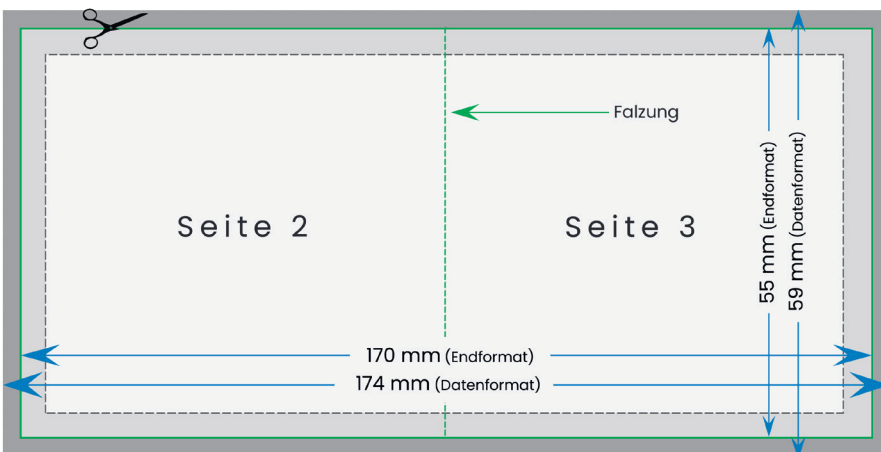 Falzung
Seite 2
Seite 3
55 mm (Endformat)
59 mm (Datenformat)
170 mm (Endformat)
174 mm (Datenformat)